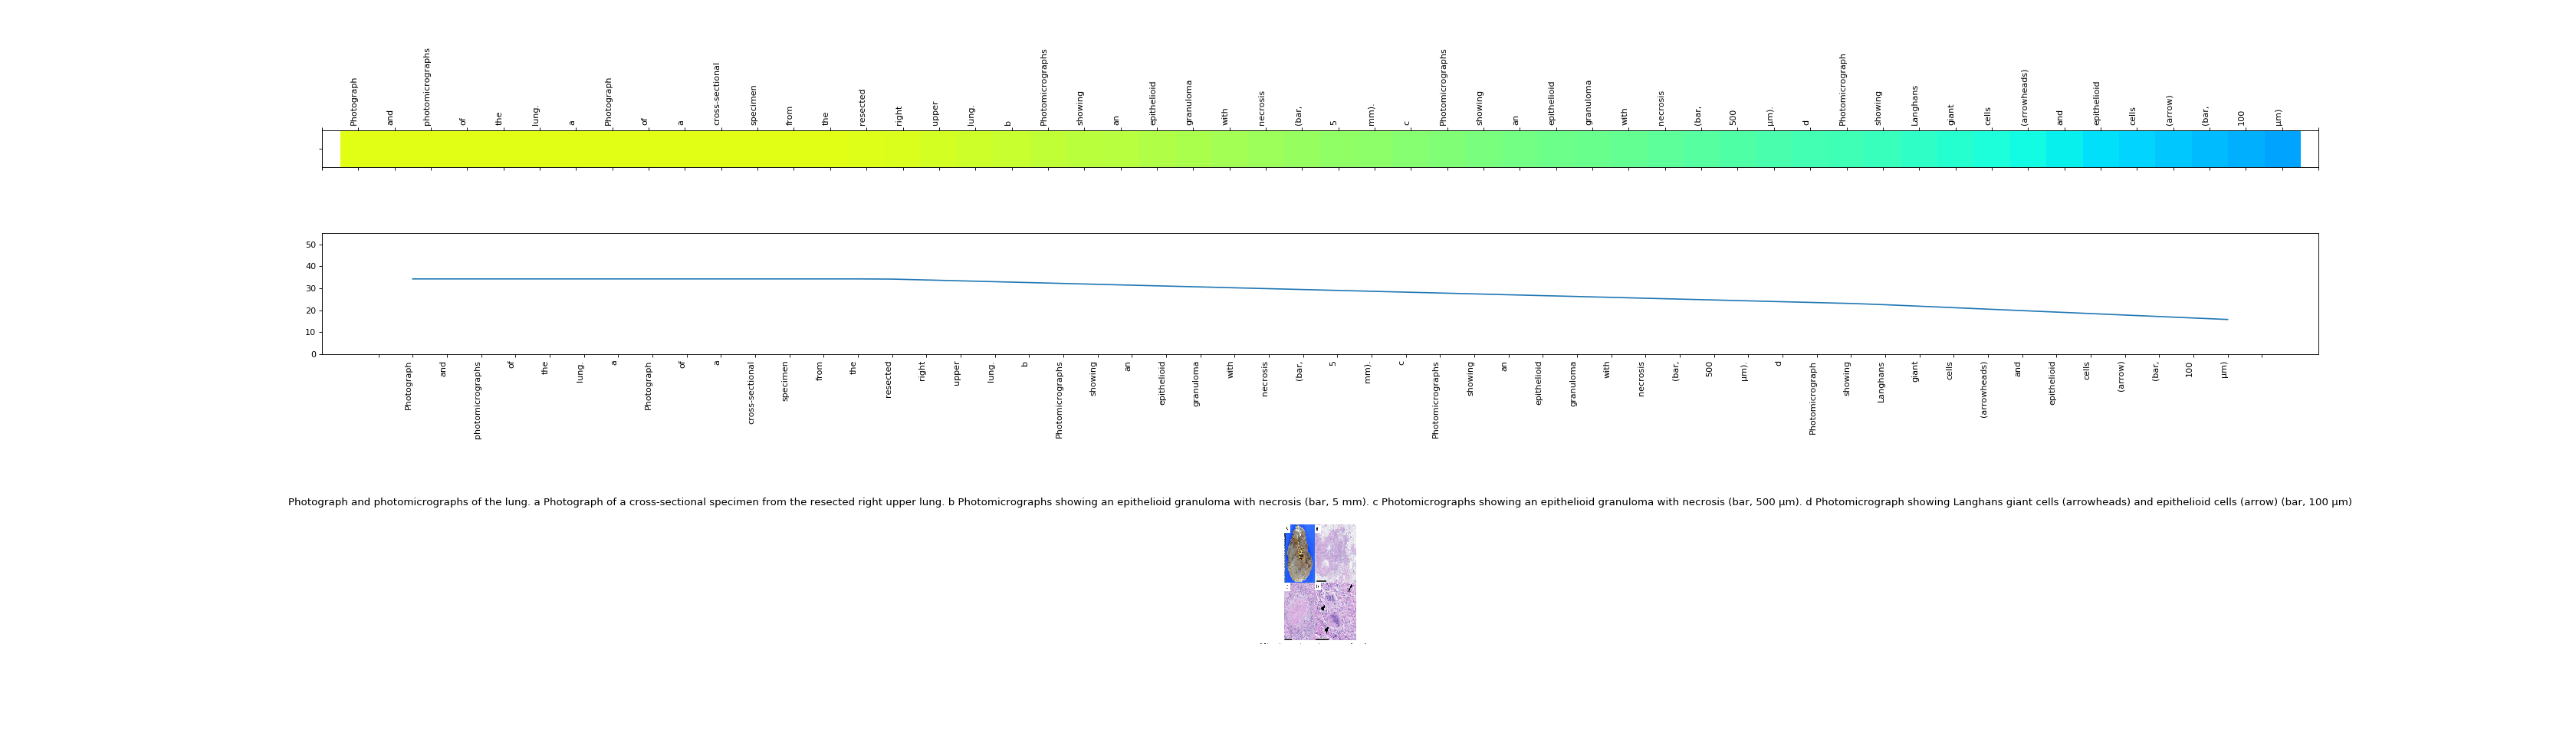 Photograph and photomicrographs of the lung. a Photograph of a cross-sectional specimen from the resected right upper lung. b Photomicrographs showing an epithelioid granuloma with necrosis (bar, 5 mm). c Photomicrographs showing an epithelioid granuloma with necrosis (bar, 500 μm). d Photomicrograph showing Langhans giant cells (arrowheads) and epithelioid cells (arrow) (bar, 100 μm)
50
40
30
20
10
0
Photograph and photomicrographs of the lung. a Photograph of a cross-sectional specimen from the resected right upper lung. b Photomicrographs showing an epithelioid granuloma with necrosis (bar, 5 mm). c Photomicrographs showing an epithelioid granuloma with necrosis (bar, 500 μm). d Photomicrograph showing Langhans giant cells (arrowheads) and epithelioid cells (arrow) (bar, 100 μm)
Photograph and photomicrographs of the lung. a Photograph of a cross-sectional specimen from the resected right upper lung. b Photomicrographs showing an epithelioid granuloma with necrosis (bar, 5 mm). c Photomicrographs showing an epithelioid granuloma with necrosis (bar, 500 μm). d Photomicrograph showing Langhans giant cells (arrowheads) and epithelioid cells (arrow) (bar, 100 μm)